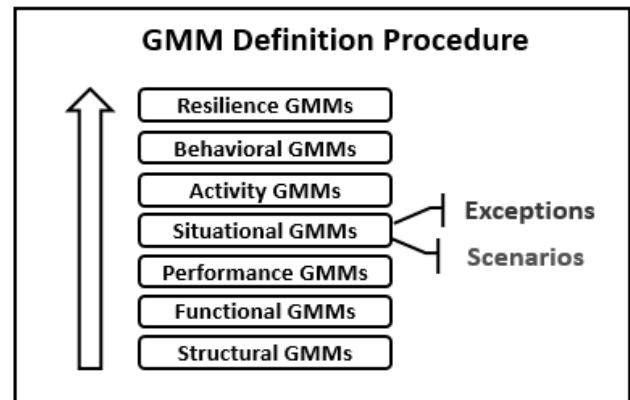 GMM Definition Procedure
Resilience GMMs
Behavioral GMMs
Activity GMMs
Situational GMMs
Exceptions
Scenarios
Performance GMMs
Functional GMMs
Structural GMMs